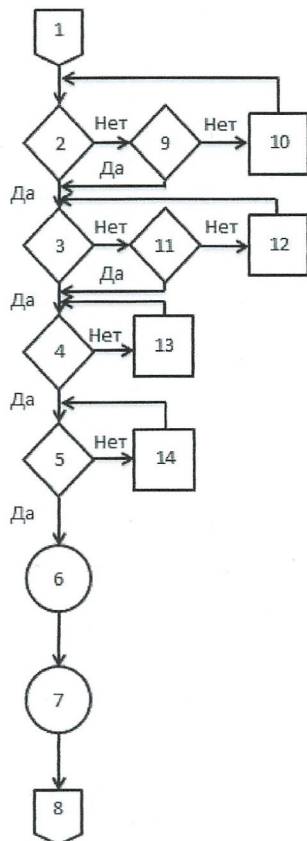 1
2 Нет 9 Нет 10
Да Да
3 Нет 11 Нет 12
Да
Да
4 Нет 13
Да
5 Нет 14
Да
6
7
8